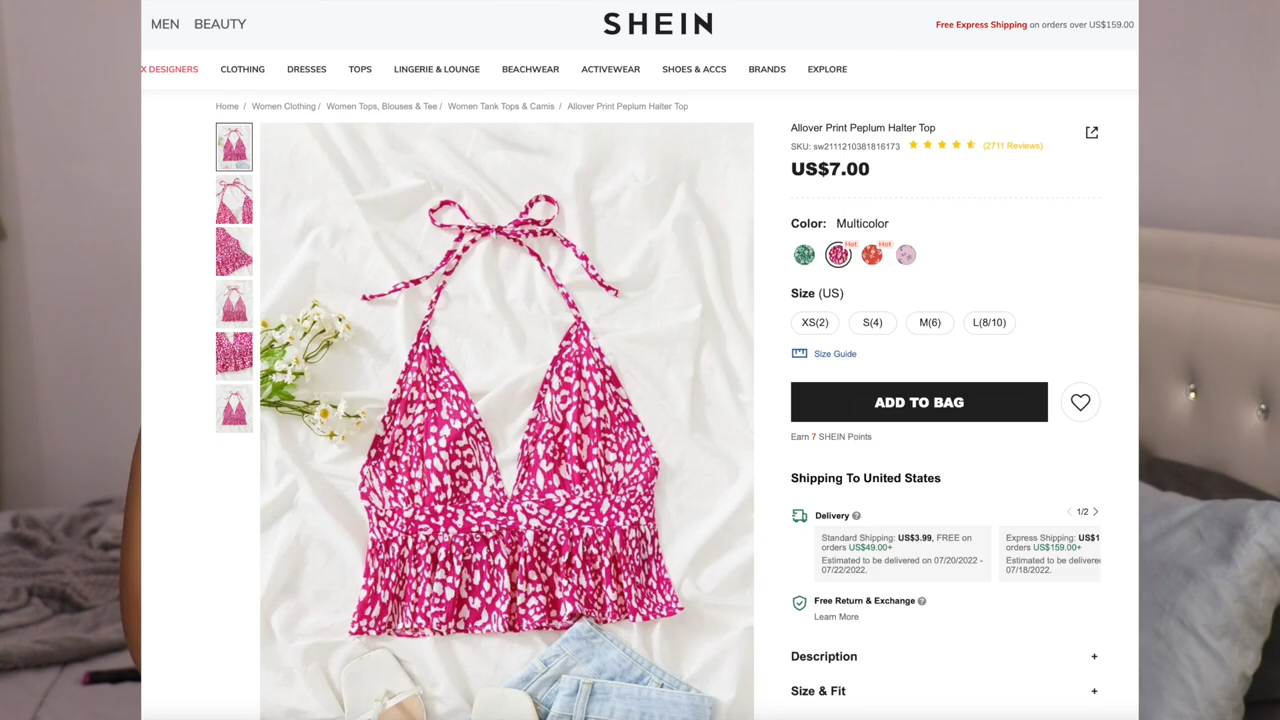 MEN BEAUTY
SHEIN
Free Express Shipping on orders over US$159.00
X DESIGNERS CLOTHING DRESSES TOPS LINGERIE & LOUNGE BEACHWEAR ACTIVEWEAR SHOES & ACCS BRANDS EXPLORE
Home / Women Clothing / Women Tops, Blouses & Tee / Women Tank Tops & Camis / Allover Print Peplum Halter Top
Allover Print Peplum Halter Top
SKU: sw2111210381816173 (2711 Reviews)
US$7.00
Color: Multicolor
Hot Hot
Size (US)
XS(2) S(4) M(6) L(8/10)
Size Guide
ADD TO BAG
Earn 7 SHEIN Points
Shipping To United States
Delivery ? 1/2
Standard Shipping: US$3.99, FREE on
orders US$49.00+
Estimated to be delivered on 07/20/2022 -
07/22/2022.
Express Shipping: US$1
orders US$159.00+
Estimated to be delivere
07/18/2022.
Free Return & Exchange ?
Learn More
Description +
Size & Fit +